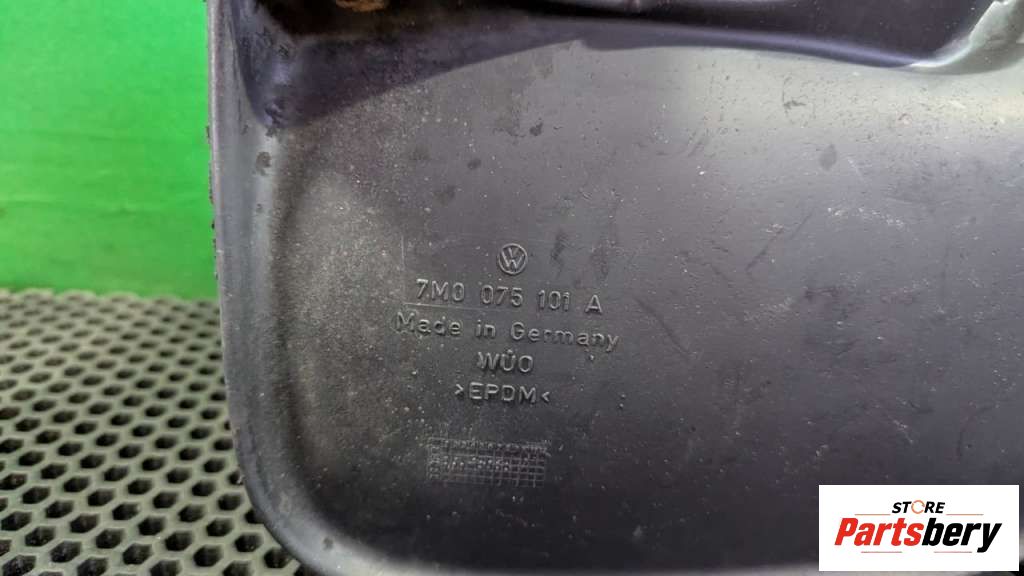 7M0 075 101 A
Made in Germany
WÜO
>EPDM<
STORE
Partsbery